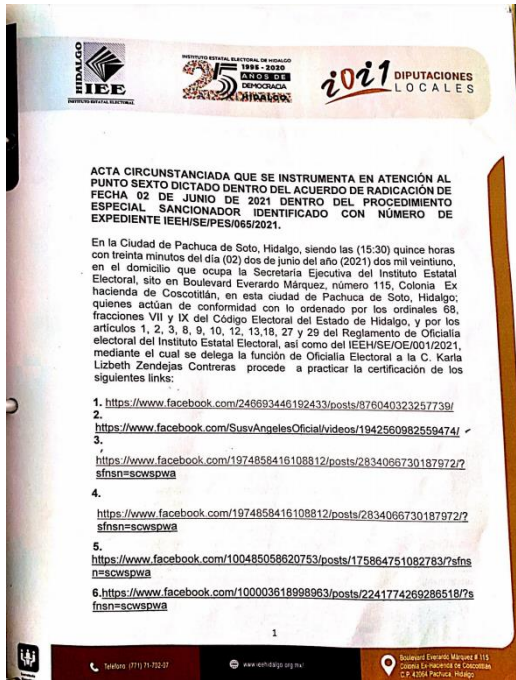 HIDALGO
IEE
INSTITUTO ESTATAL ELECTORAL
INSTITUTO ESTATAL ELECTORAL DE HIDALGO
25
1995 - 2020
AÑOS DE
DEMOCRACIA
HIDALGO
2021 DIPUTACIONES
LOCALES
ACTA CIRCUNSTANCIADA QUE SE INSTRUMENTA EN ATENCIÓN AL
PUNTO SEXTO DICTADO DENTRO DEL ACUERDO DE RADICACIÓN DE
FECHA 02 DE JUNIO DE 2021 DENTRO DEL PROCEDIMIENTO
ESPECIAL SANCIONADOR IDENTIFICADO CON NÚMERO DE
EXPEDIENTE IEEH/SE/PES/065/2021.
En la Ciudad de Pachuca de Soto, Hidalgo, siendo las (15:30) quince horas
con treinta minutos del día (02) dos de junio del año (2021) dos mil veintiuno,
en el domicilio que ocupa la Secretaría Ejecutiva del Instituto Estatal
Electoral, sito en Boulevard Everardo Márquez, número 115, Colonia Ex
hacienda de Coscotitlán, en esta ciudad de Pachuca de Soto, Hidalgo;
quienes actúan de conformidad con lo ordenado por los ordinales 68,
fracciones VII y IX del Código Electoral del Estado de Hidalgo, y por los
artículos 1, 2, 3, 8, 9, 10, 12, 13,18, 27 y 29 del Reglamento de Oficialía
electoral del Instituto Estatal Electoral, así como del IEEH/SE/OE/001/2021,
mediante el cual se delega la función de Oficialía Electoral a la C. Karla
Lizbeth Zendejas Contreras procede a practicar la certificación de los
siguientes links:
1. https://www.facebook.com/246693446192433/posts/876040323257739/
2.
https://www.facebook.com/SusvAngelesOficial/videos/1942560982559474/
3.
https://www.facebook.com/1974858416108812/posts/2834066730187972/?
sfnsn=scwspwa
4.
https://www.facebook.com/1974858416108812/posts/2834066730187972/?
sfnsn=scwspwa
5.
https://www.facebook.com/100485058620753/posts/175864751082783/?sfns
n=scwspwa
6.https://www.facebook.com/100003618998963/posts/2241774269286518/?s
fnsn=scwspwa
1
Teléfono (771) 71-702-07
www.ieehidalgo.org.mx
Boulevard Everardo Márquez # 115
Colonia Ex-Hacienda de Coscotitlán
C.P. 42064 Pachuca, Hidalgo